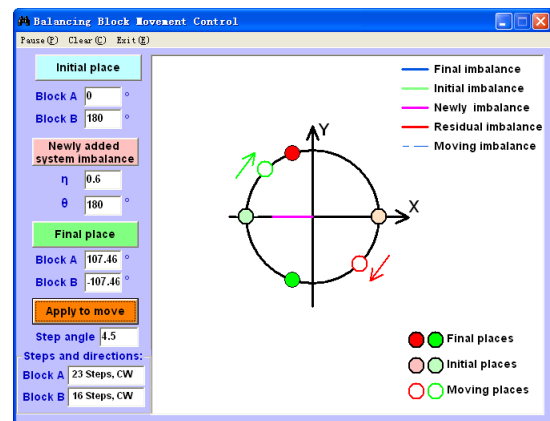 Balancing Block Movement Control
Pause(P) Clear(C) Exit(E)
Initial place
Block A 0 °
Block B 180 °
Newly added
system imbalance
η 0.6
θ 180 °
Final place
Block A 107.46 °
Block B -107.46 °
Apply to move
Step angle 4.5
Steps and directions:
Block A 23 Steps, CW
Block B 16 Steps, CW
Final imbalance
Initial imbalance
Newly imbalance
Residual imbalance
Moving imbalance
Y
X
Final places
Initial places
Moving places